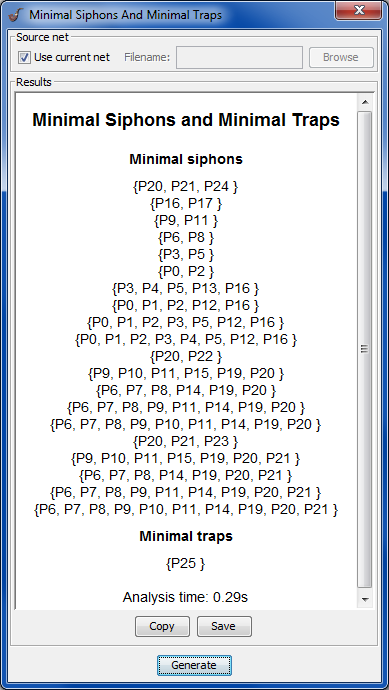 Minimal Siphons And Minimal Traps
Source net
Use current net Filename: Browse
Results
Minimal Siphons and Minimal Traps
Minimal siphons
{P20, P21, P24 }
{P16, P17 }
{P9, P11 }
{P6, P8 }
{P3, P5 }
{P0, P2 }
{P3, P4, P5, P13, P16 }
{P0, P1, P2, P12, P16 }
{P0, P1, P2, P3, P5, P12, P16 }
{P0, P1, P2, P3, P4, P5, P12, P16 }
{P20, P22 }
{P9, P10, P11, P15, P19, P20 }
{P6, P7, P8, P14, P19, P20 }
{P6, P7, P8, P9, P11, P14, P19, P20 }
{P6, P7, P8, P9, P10, P11, P14, P19, P20 }
{P20, P21, P23 }
{P9, P10, P11, P15, P19, P20, P21 }
{P6, P7, P8, P14, P19, P20, P21 }
{P6, P7, P8, P9, P11, P14, P19, P20, P21 }
{P6, P7, P8, P9, P10, P11, P14, P19, P20, P21 }
Minimal traps
{P25 }
Analysis time: 0.29s
Copy Save
Generate